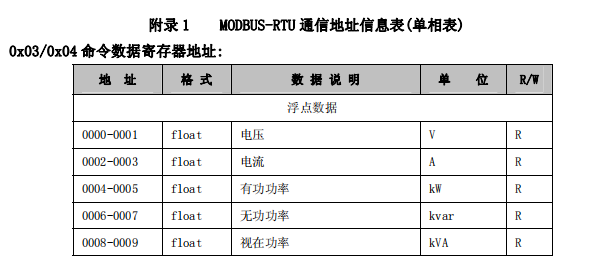 附录1 MODBUS-RTU 通信地址信息表(单相表)
0x03/0x04 命令数据寄存器地址:
地 址 格 式 数 据 说 明 单 位 R/W
浮点数据
0000-0001 float 电压 V R
0002-0003 float 电流 A R
0004-0005 float 有功功率 kW R
0006-0007 float 无功功率 kvar R
0008-0009 float 视在功率 kVA R